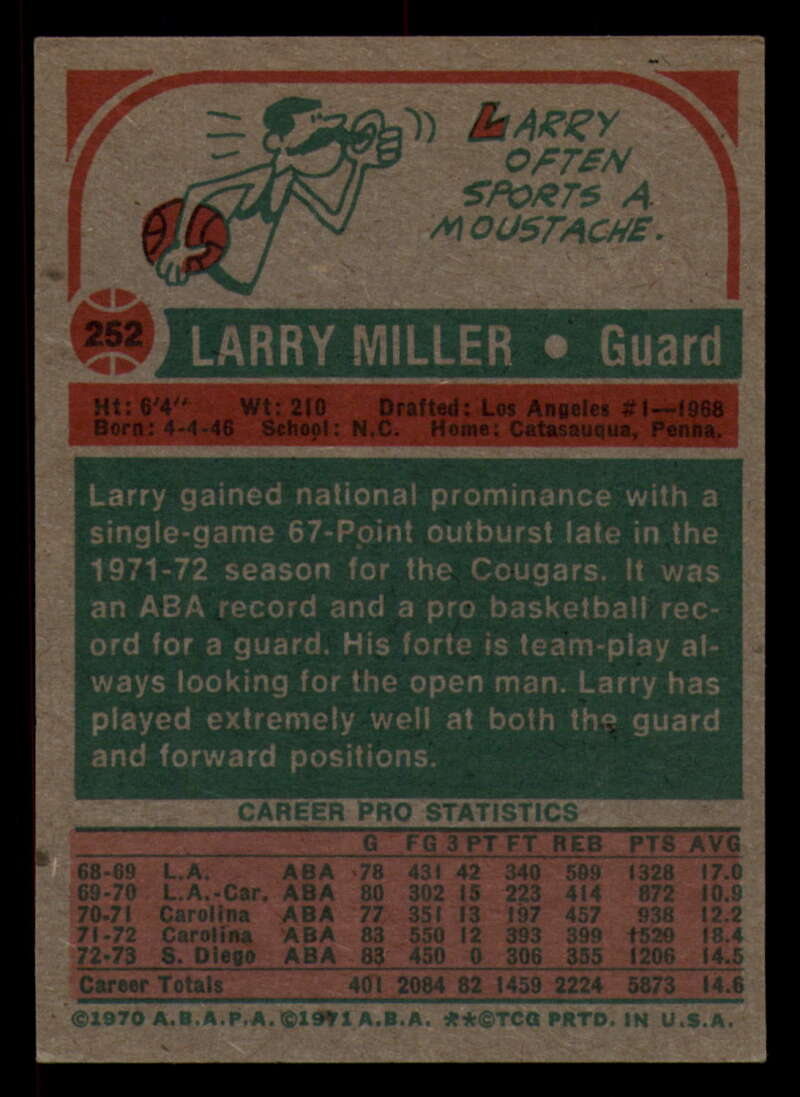 LARRY
OFTEN
SPORTS A
MOUSTACHE.
252
LARRY MILLER • Guard
Ht: 6'4" Wt: 210 Drafted: Los Angeles #1—1968
Born: 4-4-46 School: N.C. Home: Catasauqua, Penna.
Larry gained national prominance with a
single-game 67-Point outburst late in the
1971-72 season for the Cougars. It was
an ABA record and a pro basketball rec-
ord for a guard. His forte is team-play al-
ways looking for the open man. Larry has
played extremely well at both the guard
and forward positions.
CAREER PRO STATISTICS
G FG 3 PT FT REB PTS AVG
68-69 L.A. ABA 78 431 42 340 599 1328 17.0
69-70 L.A.-Car. ABA 80 302 15 223 414 872 10.9
70-71 Carolina ABA 77 351 13 197 457 938 12.2
71-72 Carolina ABA 83 550 12 393 399 1529 18.4
72-73 S. Diego ABA 83 450 0 306 355 1206 14.5
Career Totals 401 2084 82 1459 2224 5873 14.6
©1970 A.B.A.P.A. ©1971 A.B.A. **©TCG PRTD. IN U.S.A.